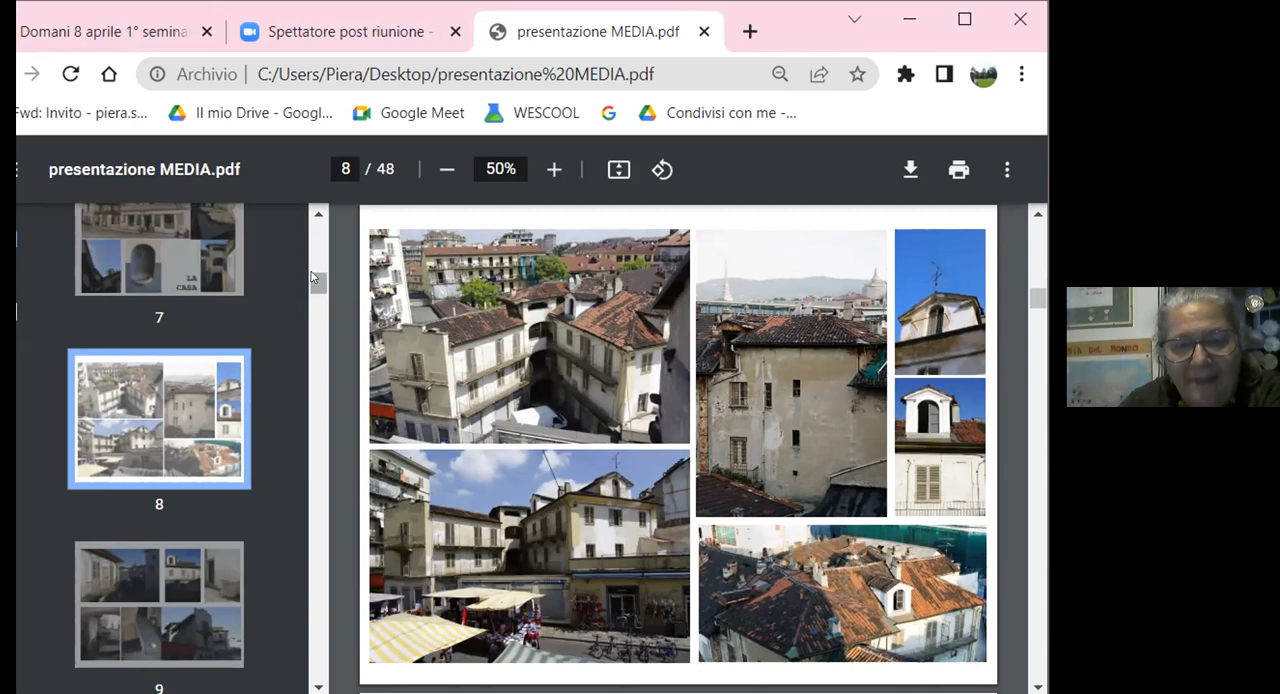 Domani 8 aprile 1° semina
Spettatore post riunione -
presentazione MEDIA.pdf
Archivio | C:/Users/Piera/Desktop/presentazione%20MEDIA.pdf
Fwd: Invito - piera.s...
Il mio Drive - Googl...
Google Meet
WESCOOL
Condivisi con me -...
presentazione MEDIA.pdf
8 / 48
50%
LA
CASA
7
8
9
DEL MONDO